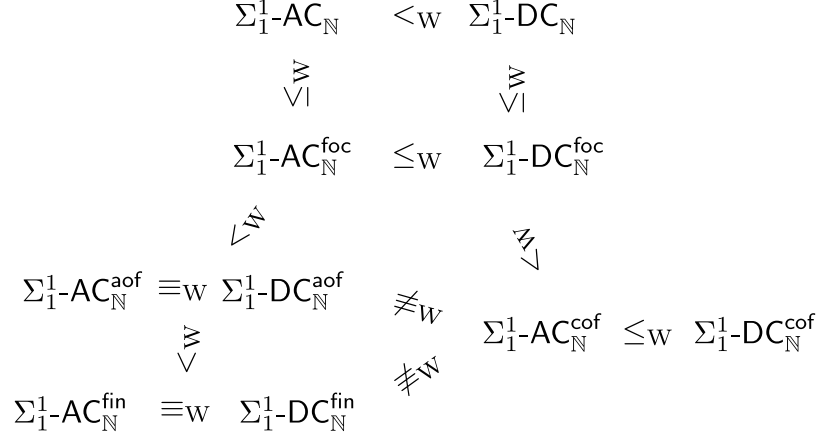 Σ¹₁-AC_ℕ <_W Σ¹₁-DC_ℕ
≤_W ≤_W
Σ¹₁-AC_ℕ^foc ≤_W Σ¹₁-DC_ℕ^foc
<_W <_W
Σ¹₁-AC_ℕ^aof ≡_W Σ¹₁-DC_ℕ^aof ≢_W
Σ¹₁-AC_ℕ^cof ≤_W Σ¹₁-DC_ℕ^cof
<_W ≢_W
Σ¹₁-AC_ℕ^fin ≡_W Σ¹₁-DC_ℕ^fin